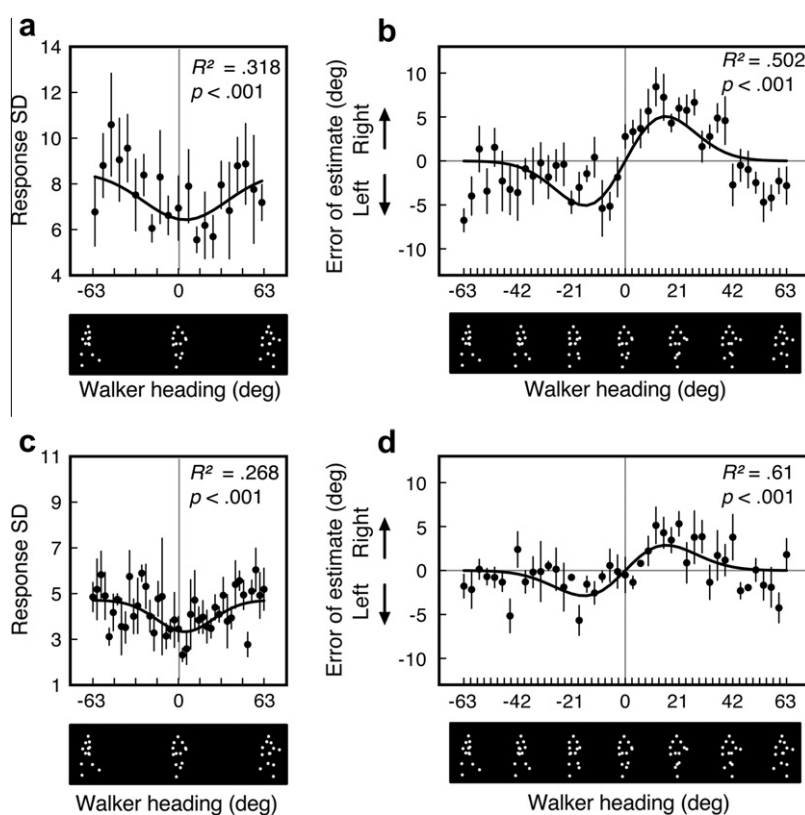 a
14
12
10
8
6
4
Response SD
R² = .318
p < .001
-63
0
63
Walker heading (deg)
b
10
5
0
-5
-10
Error of estimate (deg)
Left
Right
R² = .502
p < .001
-63
-42
-21
0
21
42
63
Walker heading (deg)
c
11
9
7
5
3
1
Response SD
R² = .268
p < .001
-63
0
63
Walker heading (deg)
d
10
5
0
-5
-10
Error of estimate (deg)
Left
Right
R² = .61
p < .001
-63
-42
-21
0
21
42
63
Walker heading (deg)